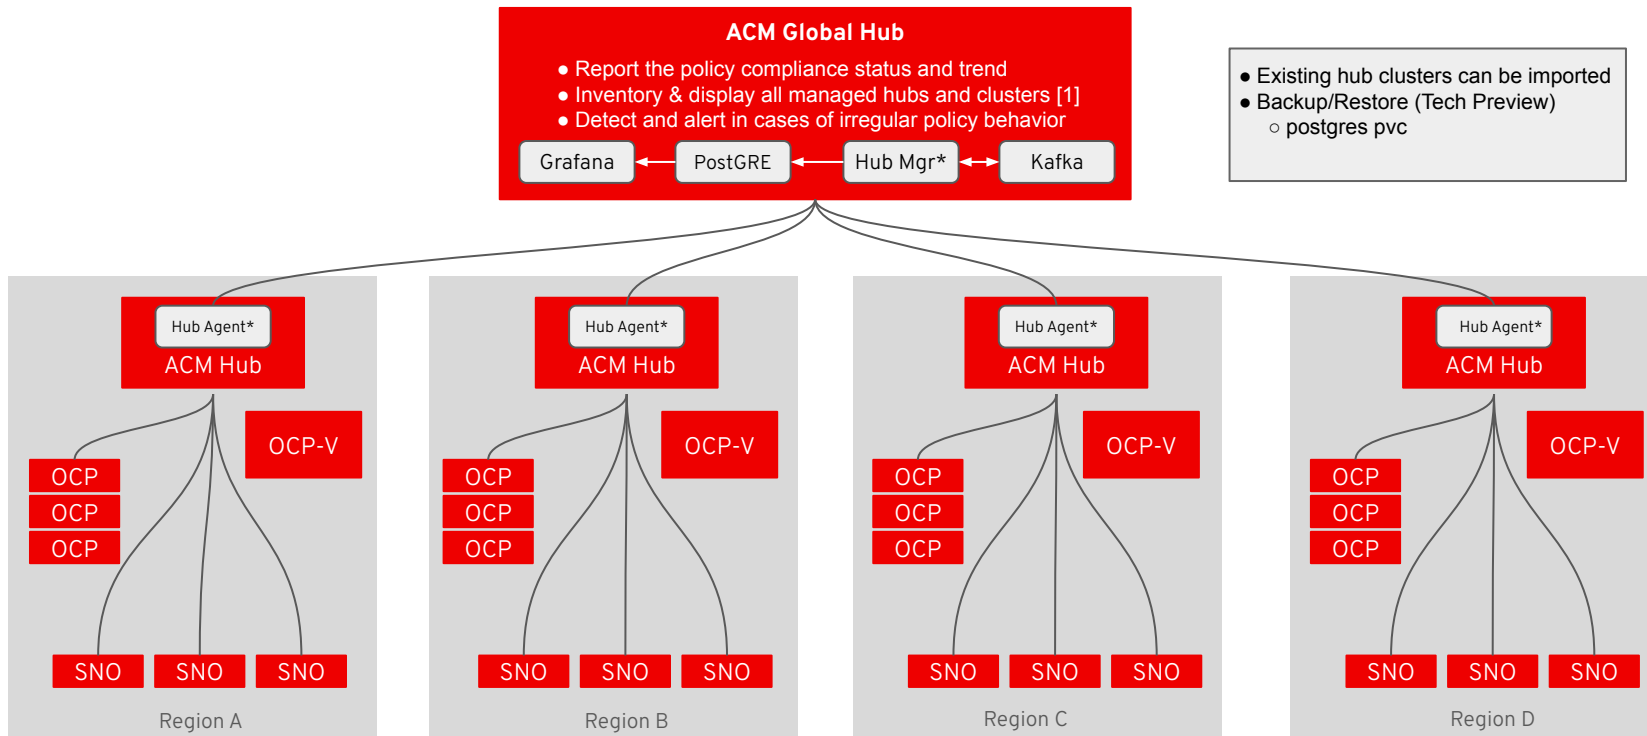 ACM Global Hub
● Report the policy compliance status and trend
● Inventory & display all managed hubs and clusters [1]
● Detect and alert in cases of irregular policy behavior
Grafana
PostGRE
Hub Mgr*
Kafka
● Existing hub clusters can be imported
● Backup/Restore (Tech Preview)
○ postgres pvc
Hub Agent*
ACM Hub
OCP-V
OCP
OCP
OCP
SNO
SNO
SNO
Region A
Hub Agent*
ACM Hub
OCP-V
OCP
OCP
OCP
SNO
SNO
SNO
Region B
Hub Agent*
ACM Hub
OCP-V
OCP
OCP
OCP
SNO
SNO
SNO
Region C
Hub Agent*
ACM Hub
OCP-V
OCP
OCP
OCP
SNO
SNO
SNO
Region D